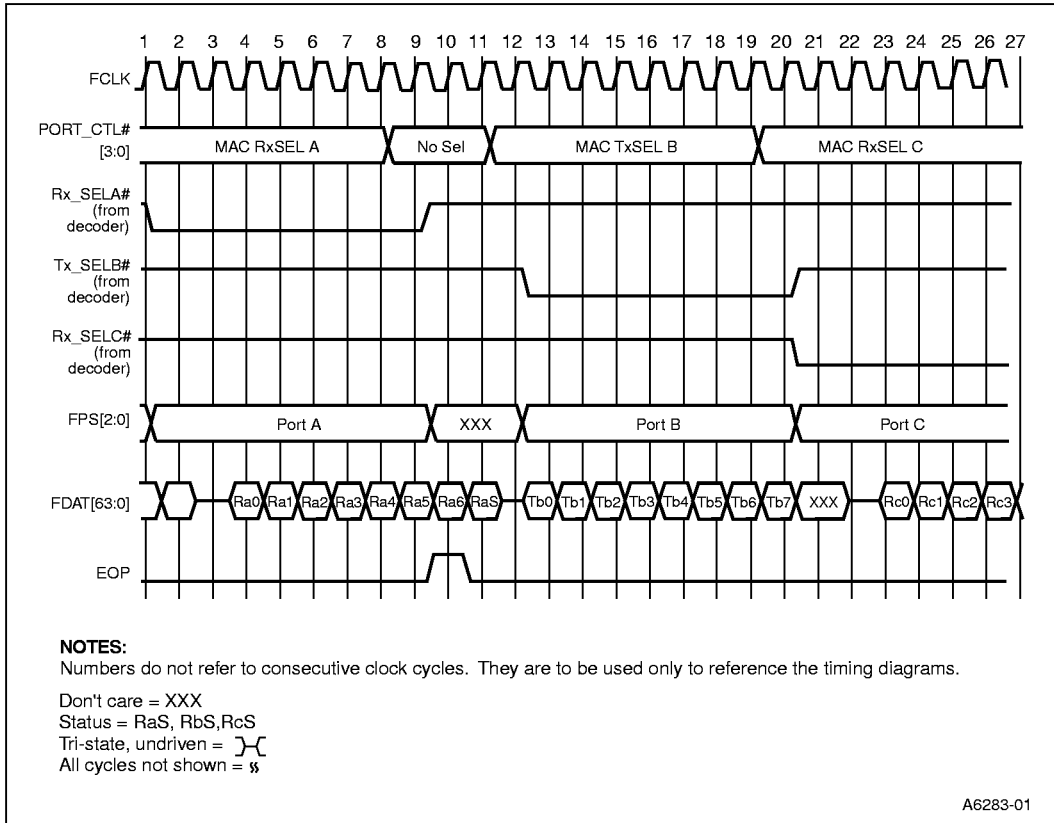 1 2 3 4 5 6 7 8 9 10 11 12 13 14 15 16 17 18 19 20 21 22 23 24 25 26 27
FCLK
PORT_CTL#
[3:0]
MAC RxSEL A No Sel MAC TxSEL B MAC RxSEL C
Rx_SELA#
(from
decoder)
Tx_SELB#
(from
decoder)
Rx_SELC#
(from
decoder)
FPS[2:0] Port A XXX Port B Port C
FDAT[63:0] Ra0 Ra1 Ra2 Ra3 Ra4 Ra5 Ra6 RaS Tb0 Tb1 Tb2 Tb3 Tb4 Tb5 Tb6 Tb7 XXX Rc0 Rc1 Rc2 Rc3
EOP
NOTES:
Numbers do not refer to consecutive clock cycles. They are to be used only to reference the timing diagrams.
Don't care = XXX
Status = RaS, RbS,RcS
Tri-state, undriven =
All cycles not shown =
A6283-01